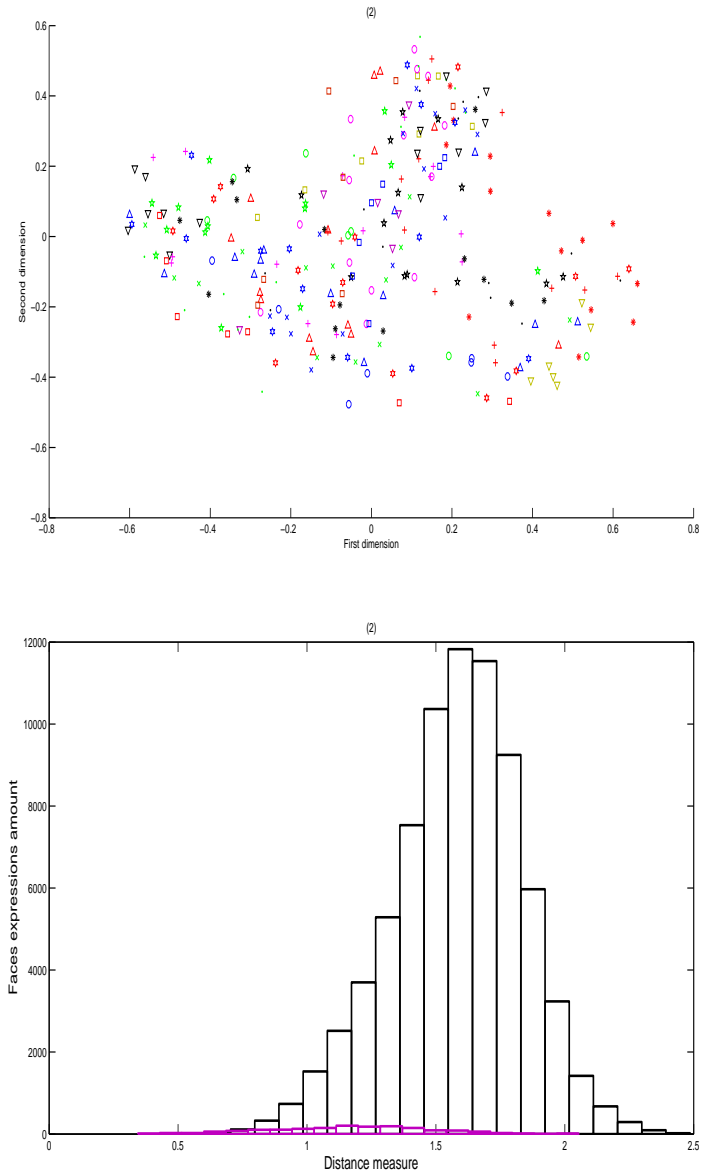 (2)
0.6
0.4
0.2
0
−0.2
−0.4
−0.6
−0.8
Second dimension
−0.8 −0.6 −0.4 −0.2 0 0.2 0.4 0.6 0.8
First dimension
(2)
12000
10000
8000
6000
4000
2000
0
Faces expressions amount
0 0.5 1 1.5 2 2.5
Distance measure